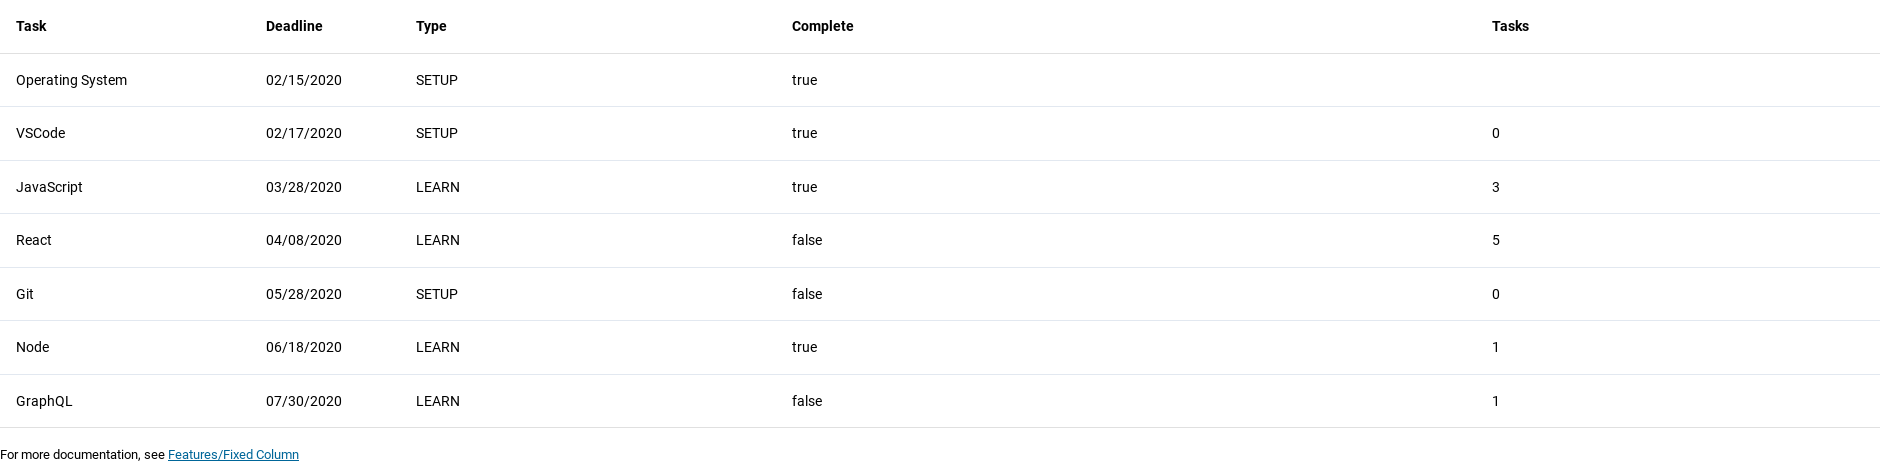 Task Deadline Type Complete Tasks
Operating System 02/15/2020 SETUP true
VSCode 02/17/2020 SETUP true 0
JavaScript 03/28/2020 LEARN true 3
React 04/08/2020 LEARN false 5
Git 05/28/2020 SETUP false 0
Node 06/18/2020 LEARN true 1
GraphQL 07/30/2020 LEARN false 1
For more documentation, see Features/Fixed Column